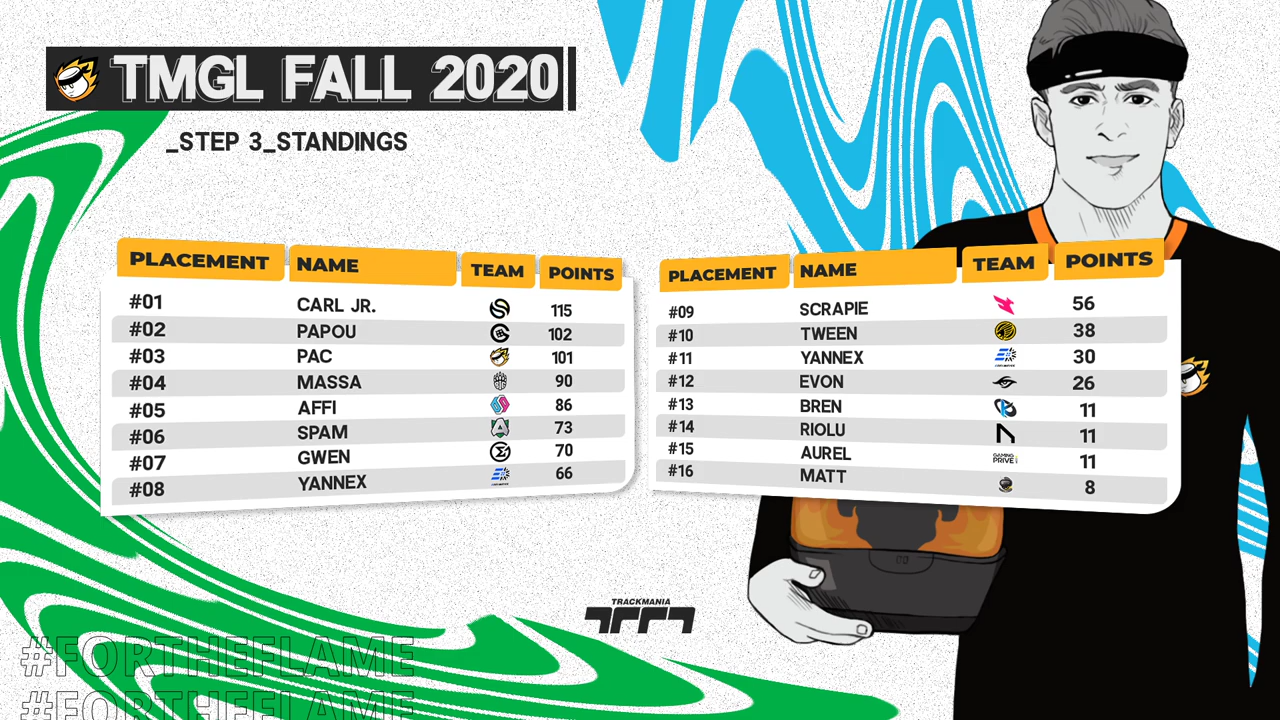 TMGL FALL 2020
_STEP 3_STANDINGS
PLACEMENT NAME TEAM POINTS
#01 CARL JR. 115
#02 PAPOU 102
#03 PAC 101
#04 MASSA 90
#05 AFFI 86
#06 SPAM 73
#07 GWEN 70
#08 YANNEX 66
PLACEMENT NAME TEAM POINTS
#09 SCRAPIE 56
#10 TWEEN 38
#11 YANNEX 30
#12 EVON 26
#13 BREN 11
#14 RIOLU 11
#15 AUREL GAMING PRIVE 11
#16 MATT 8
TRACKMANIA
#FORTHEFLAME
#FORTHEFLAME